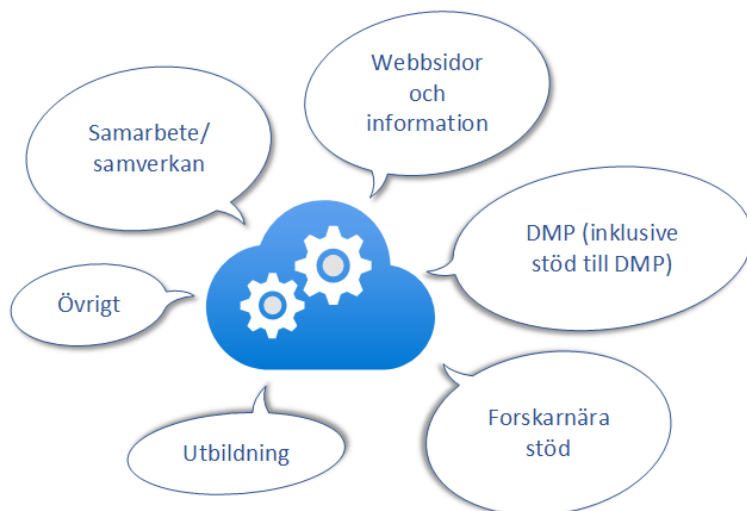 Webbsidor
och
information
Samarbete/
samverkan
DMP (inklusive
stöd till DMP)
Övrigt
Forskarnära
stöd
Utbildning